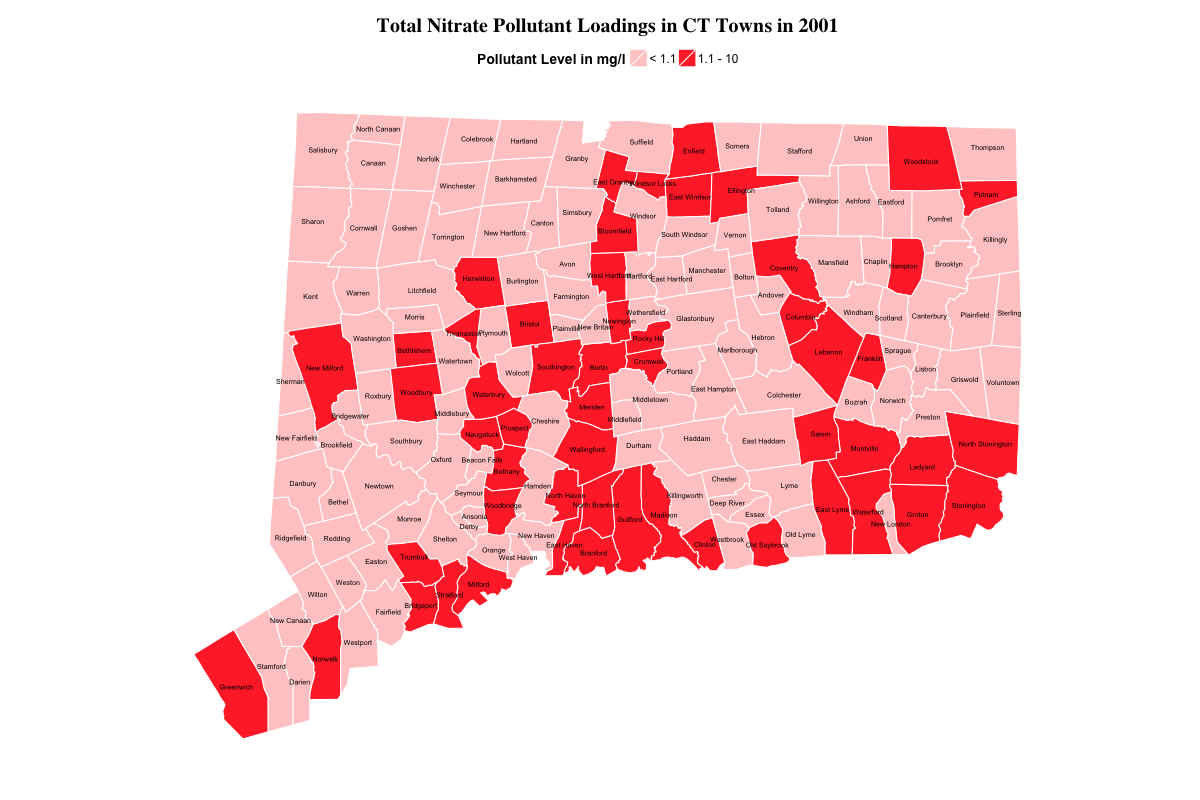 Total Nitrate Pollutant Loadings in CT Towns in 2001
Pollutant Level in mg/l < 1.1 1.1 - 10
North Canaan
Colebrook
Hartland
Suffield
Enfield
Somers
Stafford
Union
Thompson
Salisbury
Canaan
Norfolk
Granby
Woodstock
Winchester
Barkhamsted
East Granby
Windsor Locks
East Windsor
Ellington
Putnam
Sharon
Cornwall
Goshen
Torrington
New Hartford
Canton
Simsbury
Bloomfield
Windsor
South Windsor
Vernon
Tolland
Willington
Ashford
Eastford
Pomfret
Killingly
Kent
Warren
Litchfield
Harwinton
Burlington
Avon
Farmington
West Hartford
Hartford
East Hartford
Manchester
Bolton
Coventry
Andover
Mansfield
Chaplin
Hampton
Brooklyn
Washington
Morris
Bethlehem
Thomaston
Plymouth
Bristol
Plainville
New Britain
Newington
Wethersfield
Rocky Hill
Glastonbury
Hebron
Marlborough
Columbia
Lebanon
Windham
Scotland
Canterbury
Plainfield
Sterling
Sherman
New Milford
Roxbury
Woodbury
Watertown
Wolcott
Southington
Berlin
Cromwall
Portland
East Hampton
Colchester
Franklin
Sprague
Lisbon
Griswold
Voluntown
Bridgewater
Middlebury
Waterbury
Cheshire
Meriden
Middletown
Middlefield
Bozrah
Norwich
Preston
New Fairfield
Brookfield
Southbury
Oxford
Naugatuck
Prospect
Beacon Falls
Bethany
Wallingford
Durham
Haddam
East Haddam
Salem
Montville
Ledyard
North Stonington
Danbury
Bethel
Newtown
Seymour
Woodbridge
Hamden
North Haven
North Branford
Guilford
Madison
Killingworth
Chester
Deep River
Essex
Lyme
East Lyme
Waterford
New London
Groton
Stonington
Ridgefield
Redding
Monroe
Shelton
Ansonia
Derby
Orange
New Haven
West Haven
East Haven
Branford
Clinton
Westbrook
Old Saybrook
Old Lyme
Wilton
Weston
Easton
Trumbull
Stratford
Milford
Bridgeport
Fairfield
New Canaan
Westport
Norwalk
Stamford
Darien
Greenwich